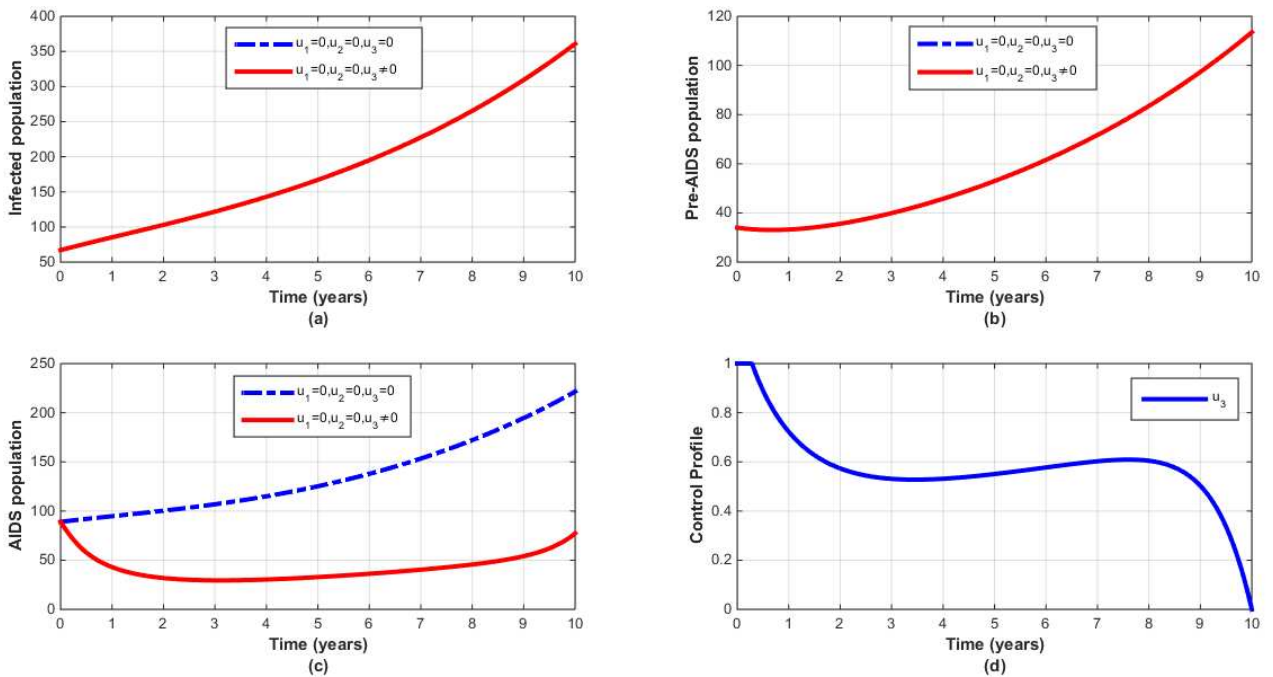 400
350
300
250
200
150
100
50
Infected population
u1=0,u2=0,u3=0
u1=0,u2=0,u3≠0
0 1 2 3 4 5 6 7 8 9 10
Time (years)
(a)
120
100
80
60
40
20
Pre-AIDS population
u1=0,u2=0,u3=0
u1=0,u2=0,u3≠0
0 1 2 3 4 5 6 7 8 9 10
Time (years)
(b)
250
200
150
100
50
0
AIDS population
u1=0,u2=0,u3=0
u1=0,u2=0,u3≠0
0 1 2 3 4 5 6 7 8 9 10
Time (years)
(c)
1
0.8
0.6
0.4
0.2
0
Control Profile
u3
0 1 2 3 4 5 6 7 8 9 10
Time (years)
(d)